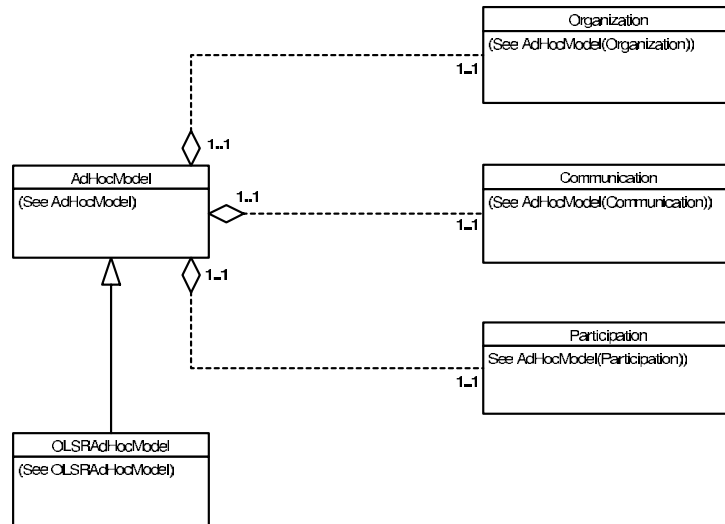 Organization
(See AdHocModel(Organization))
1..1
1..1
AdHocModel
(See AdHocModel)
1..1
Communication
(See AdHocModel(Communication))
1..1
1..1
Participation
See AdHocModel(Participation))
1..1
OLSRAdHocModel
(See OLSRAdHocModel)